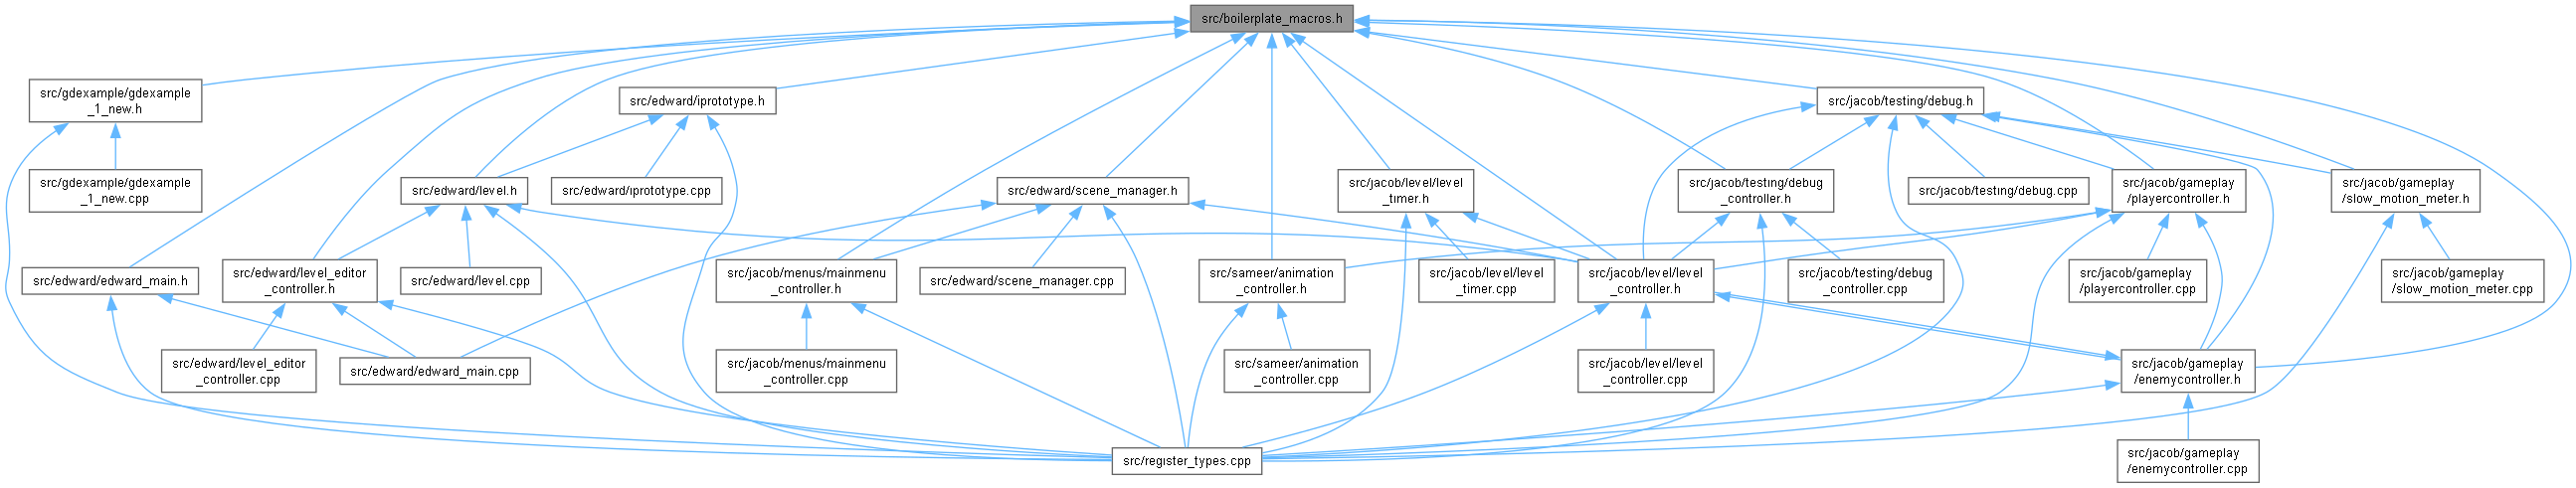 src/boilerplate_macros.h
src/gdexample/gdexample
_1_new.h
src/edward/iprototype.h
src/jacob/testing/debug.h
src/gdexample/gdexample
_1_new.cpp
src/edward/level.h
src/edward/iprototype.cpp
src/edward/scene_manager.h
src/jacob/level/level
_timer.h
src/jacob/testing/debug
_controller.h
src/jacob/testing/debug.cpp
src/jacob/gameplay
/playercontroller.h
src/jacob/gameplay
/slow_motion_meter.h
src/edward/edward_main.h
src/edward/level_editor
_controller.h
src/edward/level.cpp
src/jacob/menus/mainmenu
_controller.h
src/edward/scene_manager.cpp
src/sameer/animation
_controller.h
src/jacob/level/level
_timer.cpp
src/jacob/level/level
_controller.h
src/jacob/testing/debug
_controller.cpp
src/jacob/gameplay
/playercontroller.cpp
src/jacob/gameplay
/slow_motion_meter.cpp
src/edward/level_editor
_controller.cpp
src/edward/edward_main.cpp
src/jacob/menus/mainmenu
_controller.cpp
src/sameer/animation
_controller.cpp
src/jacob/level/level
_controller.cpp
src/jacob/gameplay
/enemycontroller.h
src/register_types.cpp
src/jacob/gameplay
/enemycontroller.cpp